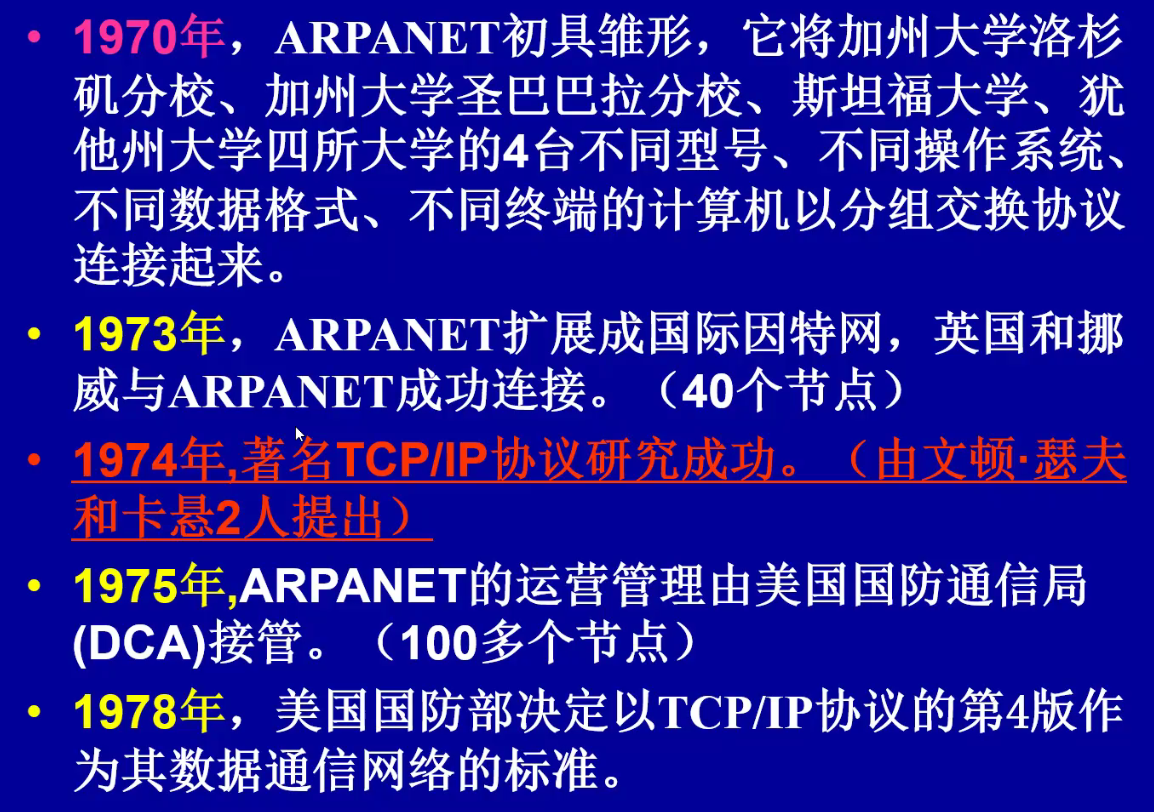 • 1970年，ARPANET初具雏形，它将加州大学洛杉
矶分校、加州大学圣巴巴拉分校、斯坦福大学、犹
他州大学四所大学的4台不同型号、不同操作系统、
不同数据格式、不同终端的计算机以分组交换协议
连接起来。
• 1973年，ARPANET扩展成国际因特网，英国和挪
威与ARPANET成功连接。（40个节点）
• 1974年,著名TCP/IP协议研究成功。（由文顿·瑟夫
和卡悬2人提出）
• 1975年,ARPANET的运营管理由美国国防通信局
(DCA)接管。（100多个节点）
• 1978年，美国国防部决定以TCP/IP协议的第4版作
为其数据通信网络的标准。